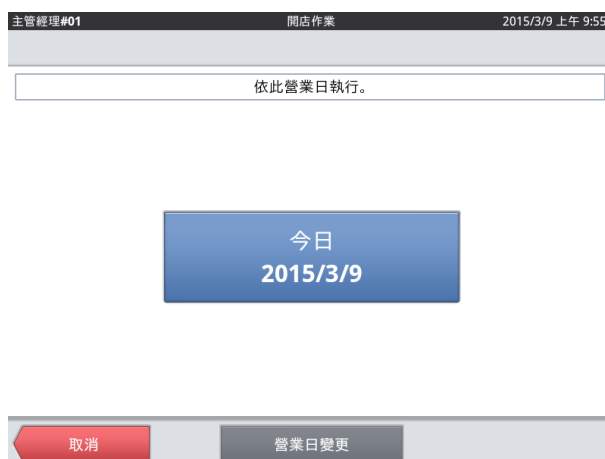 主管經理#01 開店作業 2015/3/9 上午 9:55
依此營業日執行。
今日
2015/3/9
取消 營業日變更